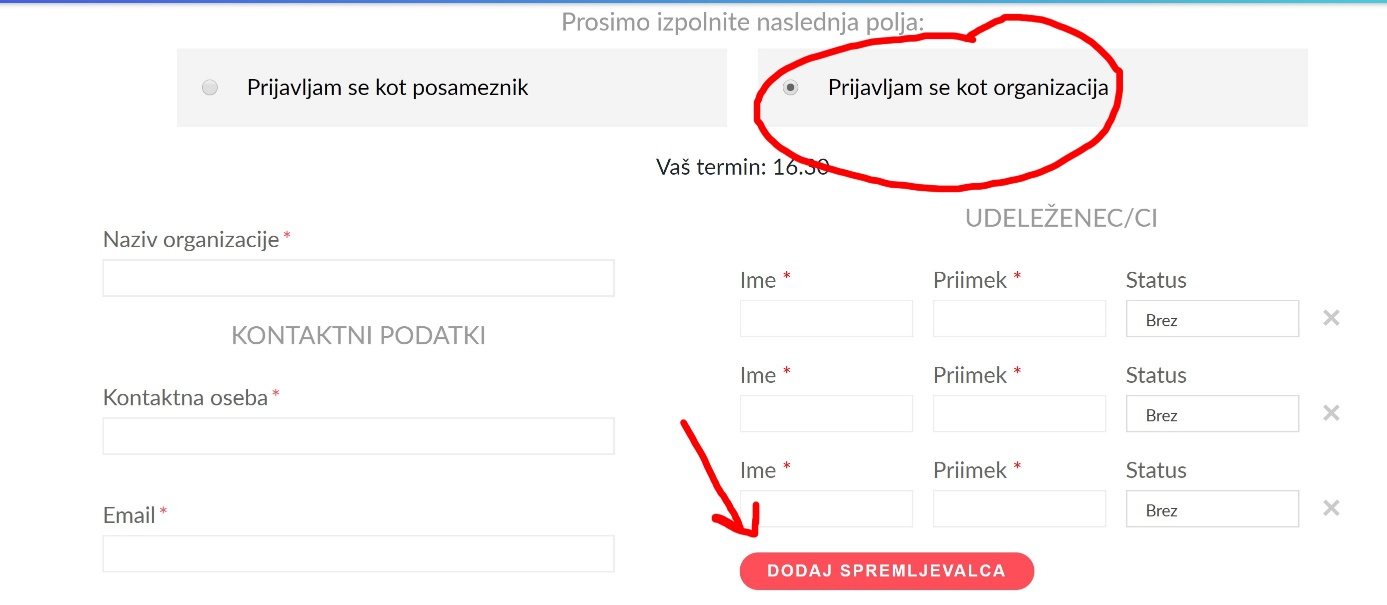 Prosimo izpolnite naslednja polja:
Prijavljam se kot posameznik
Prijavljam se kot organizacija
Vaš termin: 16.30
Naziv organizacije *
KONTAKTNI PODATKI
Kontaktna oseba *
Email *
UDELEŽENEC/CI
Ime * Priimek * Status
Brez ×
Ime * Priimek * Status
Brez ×
Ime * Priimek * Status
Brez ×
DODAJ SPREMLJEVALCA